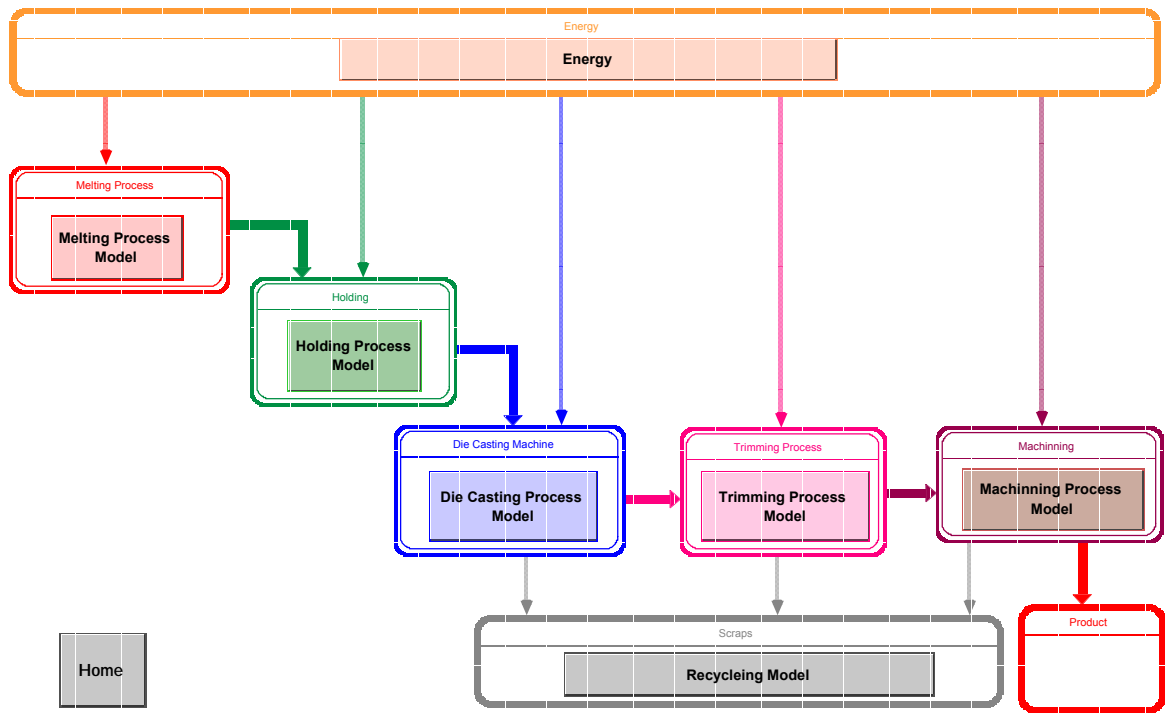 Energy
Energy
Melting Process
Melting Process
Model
Holding
Holding Process
Model
Die Casting Machine
Die Casting Process
Model
Trimming Process
Trimming Process
Model
Machinning
Machinning Process
Model
Scraps
Recycleing Model
Product
Home